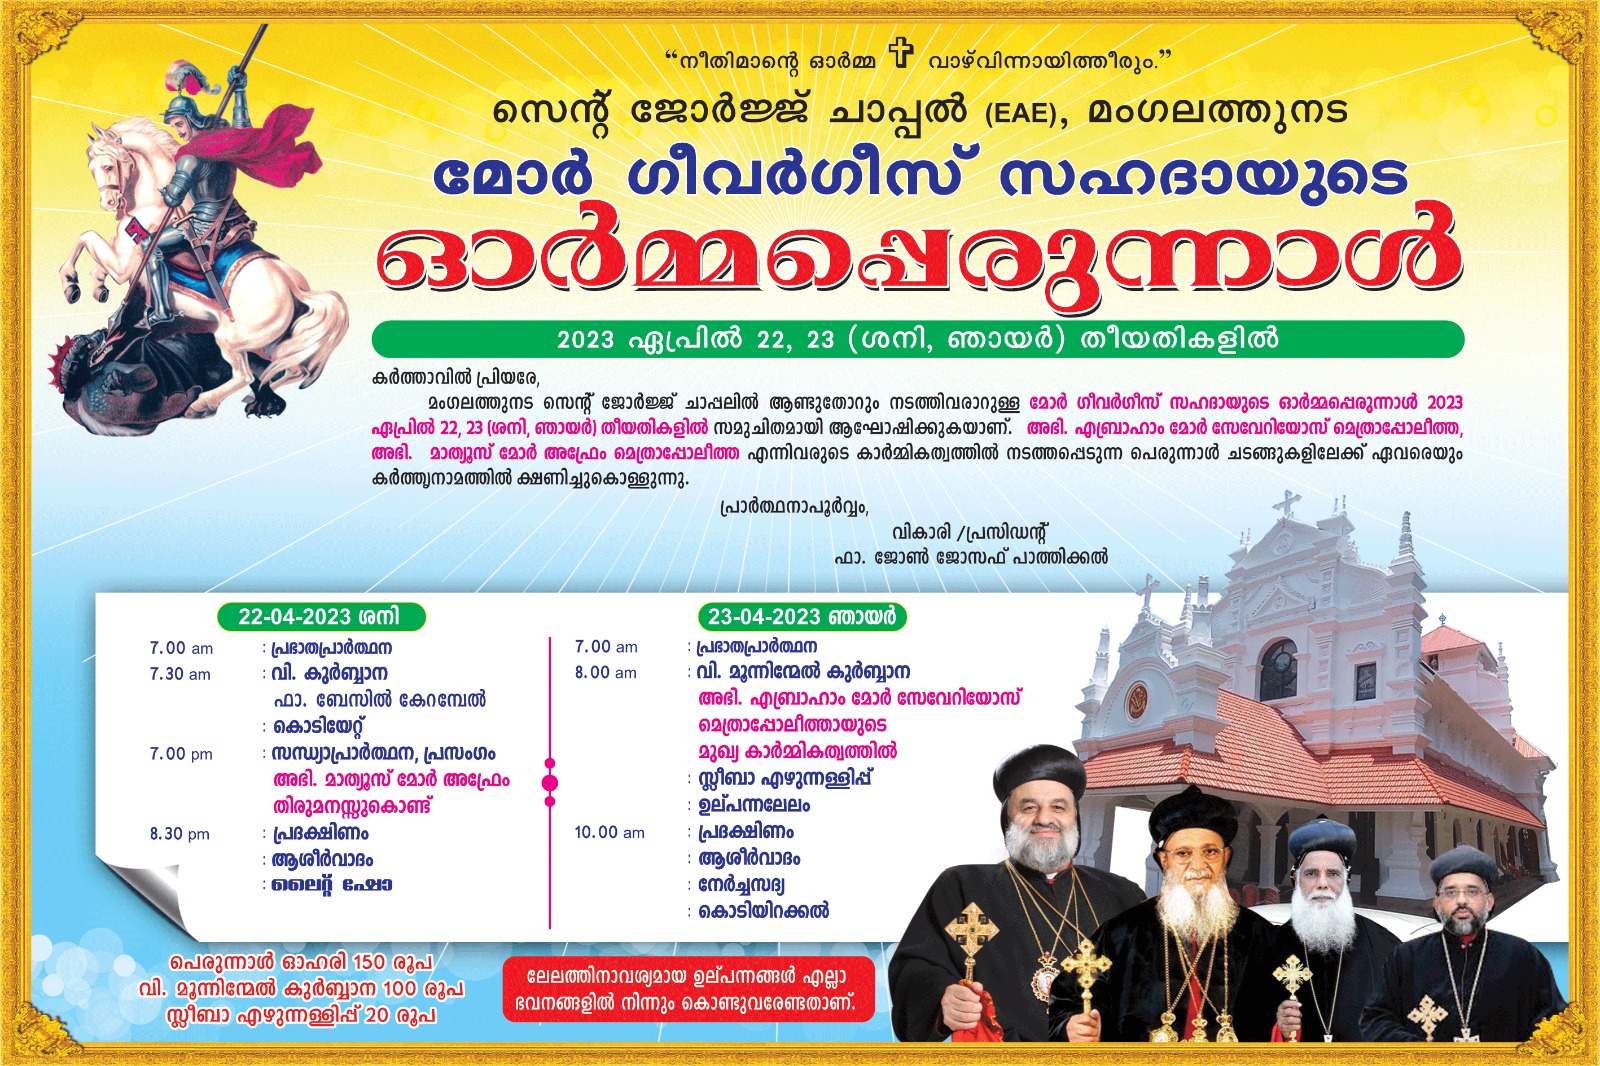 “നീതിമാന്റെ ഓർമ്മ വാഴ്‌വിന്നായിത്തീരും.”
സെന്റ് ജോർജ്ജ് ചാപ്പൽ (EAE), മംഗലത്തുനട
മോർ ഗീവർഗീസ് സഹദായുടെ
ഓർമ്മപ്പെരുന്നാൾ
2023 ഏപ്രിൽ 22, 23 (ശനി, ഞായർ) തീയതികളിൽ
കർത്താവിൽ പ്രിയരേ,
മംഗലത്തുനട സെന്റ് ജോർജ്ജ് ചാപ്പലിൽ ആണ്ടുതോറും നടത്തിവരാറുള്ള മോർ ഗീവർഗീസ് സഹദായുടെ ഓർമ്മപ്പെരുന്നാൾ 2023
ഏപ്രിൽ 22, 23 (ശനി, ഞായർ) തീയതികളിൽ സമുചിതമായി ആഘോഷിക്കുകയാണ്. അഭി. എബ്രാഹാം മോർ സേവേറിയോസ് മെത്രാപ്പോലീത്ത,
അഭി. മാത്യൂസ് മോർ അഫ്രേം മെത്രാപ്പോലീത്ത എന്നിവരുടെ കാർമ്മികത്വത്തിൽ നടത്തപ്പെടുന്ന പെരുന്നാൾ ചടങ്ങുകളിലേക്ക് ഏവരെയും
കർത്തൃനാമത്തിൽ ക്ഷണിച്ചുകൊള്ളുന്നു.
പ്രാർത്ഥനാപൂർവ്വം,
വികാരി /പ്രസിഡന്റ്
ഫാ. ജോൺ ജോസഫ് പാത്തിക്കൽ
22-04-2023 ശനി
7.00 am : പ്രഭാതപ്രാർത്ഥന
7.30 am : വി. കുർബ്ബാന
ഫാ. ബേസിൽ കേറമ്പേൽ
: കൊടിയേറ്റ്
7.00 pm : സന്ധ്യാപ്രാർത്ഥന, പ്രസംഗം
അഭി. മാത്യൂസ് മോർ അഫ്രേം
തിരുമനസ്സുകൊണ്ട്
8.30 pm : പ്രദക്ഷിണം
: ആശീർവാദം
: ലൈറ്റ് ഷോ
23-04-2023 ഞായർ
7.00 am : പ്രഭാതപ്രാർത്ഥന
8.00 am : വി. മൂന്നിന്മേൽ കുർബ്ബാന
അഭി. എബ്രാഹാം മോർ സേവേറിയോസ്
മെത്രാപ്പോലീത്തായുടെ
മുഖ്യ കാർമ്മികത്വത്തിൽ
: സ്ലീബാ എഴുന്നള്ളിപ്പ്
: ഉല്പന്നലേലം
10.00 am : പ്രദക്ഷിണം
: ആശീർവാദം
: നേർച്ചസദ്യ
: കൊടിയിറക്കൽ
പെരുന്നാൾ ഓഹരി 150 രൂപ
വി. മൂന്നിന്മേൽ കുർബ്ബാന 100 രൂപ
സ്ലീബാ എഴുന്നള്ളിപ്പ് 20 രൂപ
ലേലത്തിനാവശ്യമായ ഉല്പന്നങ്ങൾ എല്ലാ
ഭവനങ്ങളിൽ നിന്നും കൊണ്ടുവരേണ്ടതാണ്.